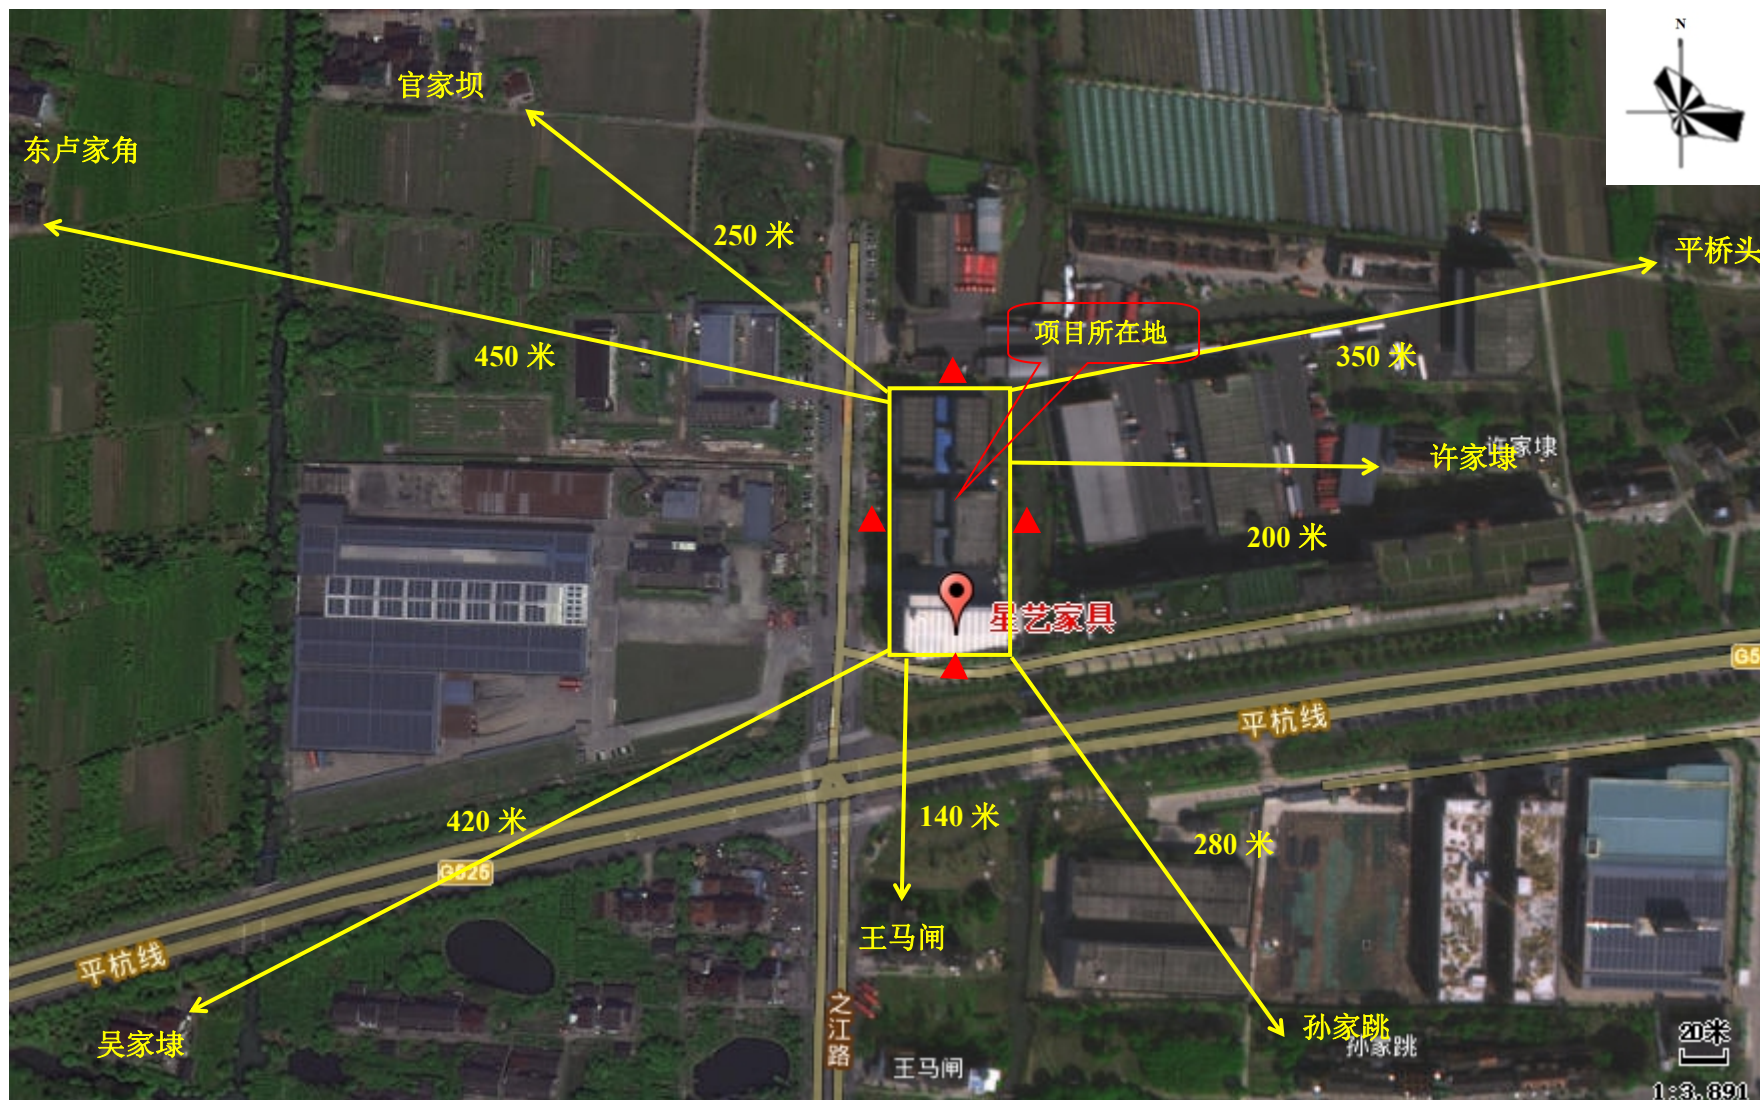 N
官家坝
东卢家角
250 米
平桥头
项目所在地
450 米
350 米
许家埭
许家埭
200 米
星艺家具
G5
平杭线
420 米
140 米
280 米
G525
王马闸
平杭线
之江路
孙家跳
吴家埭
孙家跳
20米
王马闸
1:3,891